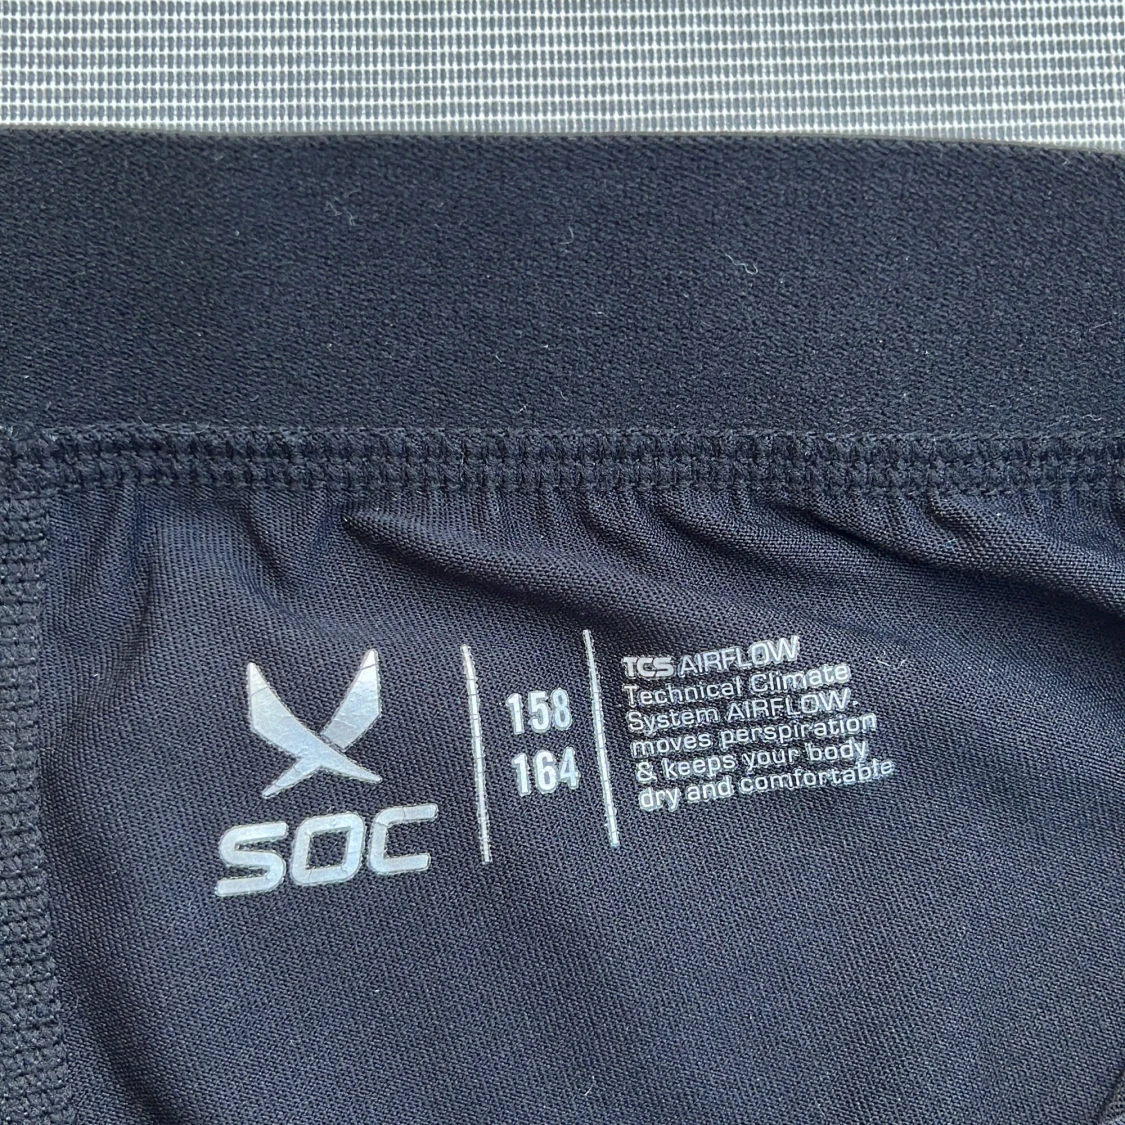 SOC
158
164
TCS AIRFLOW
Technical Climate
System AIRFLOW.
moves perspiration
& keeps your body
dry and comfortable